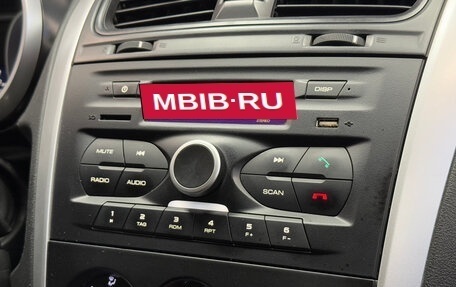 DISP
MBIB·RU
MUTE
RADIO AUDIO
SCAN
1 2 3 4 5 6
TAG RDM RPT F+ F-